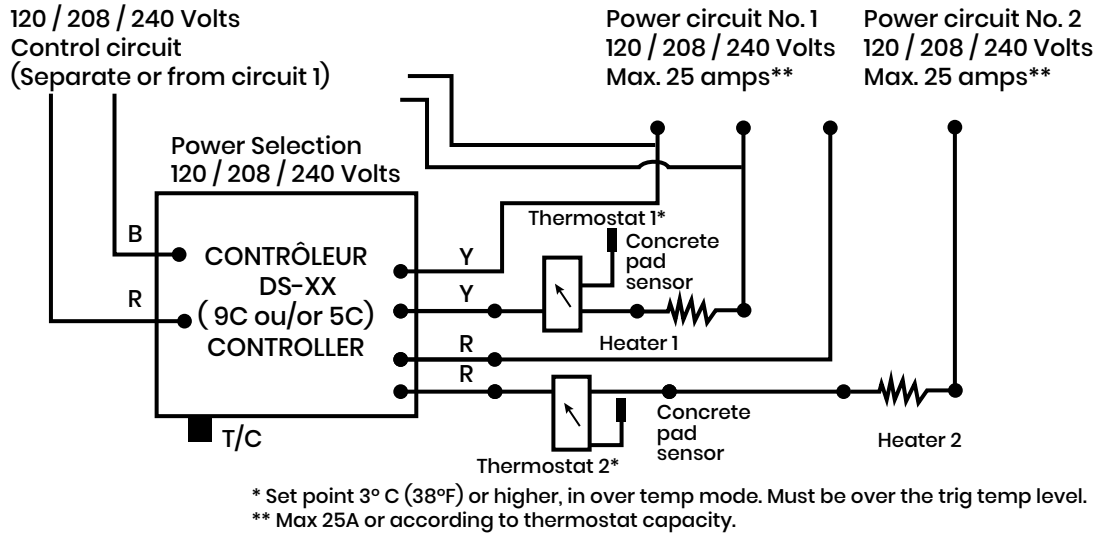 120 / 208 / 240 Volts
Control circuit
(Separate or from circuit 1)
Power circuit No. 1
120 / 208 / 240 Volts
Max. 25 amps**
Power circuit No. 2
120 / 208 / 240 Volts
Max. 25 amps**
Power Selection
120 / 208 / 240 Volts
B
R
CONTRÔLEUR
DS-XX
( 9C ou/or 5C)
CONTROLLER
T/C
Y
Y
R
R
Thermostat 1*
Concrete
pad
sensor
Heater 1
Thermostat 2*
Concrete
pad
sensor
Heater 2
* Set point 3° C (38°F) or higher, in over temp mode. Must be over the trig temp level.
** Max 25A or according to thermostat capacity.